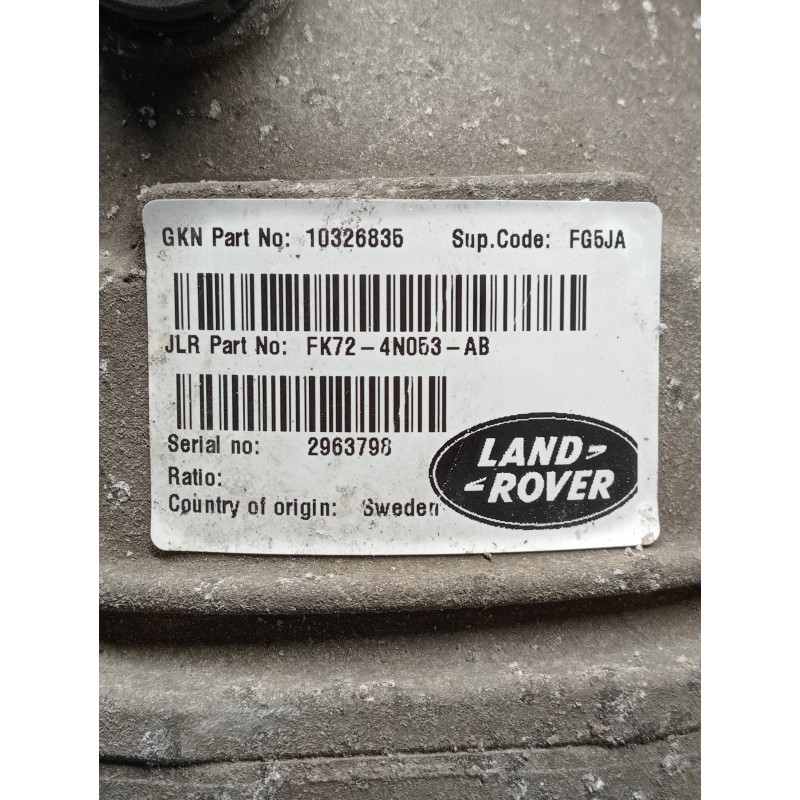 GKN Part No: 10326835 Sup.Code: FG5JA
JLR Part No: FK72-4N053-AB
Serial no: 2963798
Ratio:
Country of origin: Sweden
LAND
ROVER